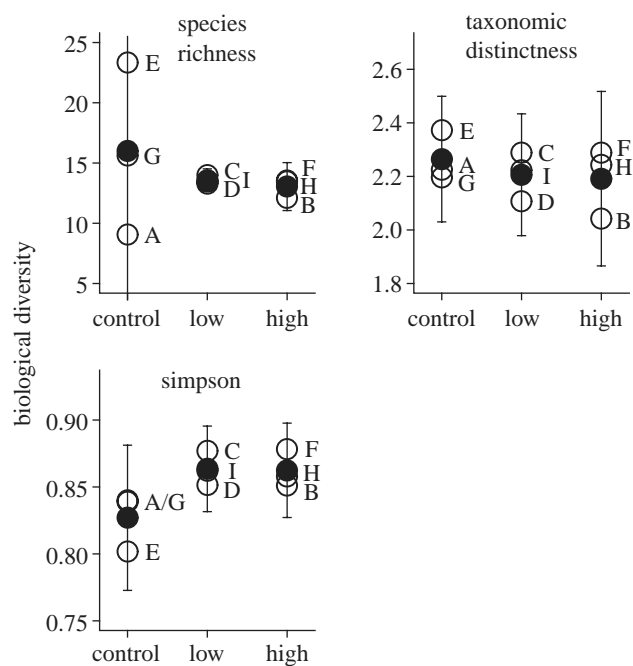 species
richness
25
20
15
10
5
E
G
A
C
I
D
F
H
B
control low high
taxonomic
distinctness
2.6
2.4
2.2
2.0
1.8
E
A
G
C
I
D
F
H
B
control low high
biological diversity
simpson
0.90
0.85
0.80
0.75
A/G
E
C
I
D
F
H
B
control low high